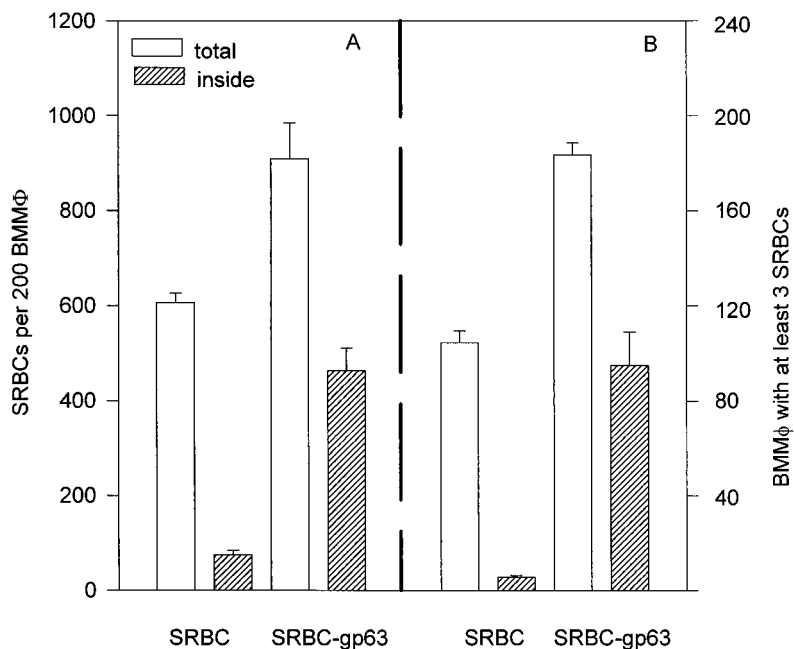 SRBCs per 200 BMMΦ
1200
1000
800
600
400
200
0
total
inside
A
B
240
200
160
120
80
40
BMMϕ with at least 3 SRBCs
SRBC
SRBC-gp63
SRBC
SRBC-gp63